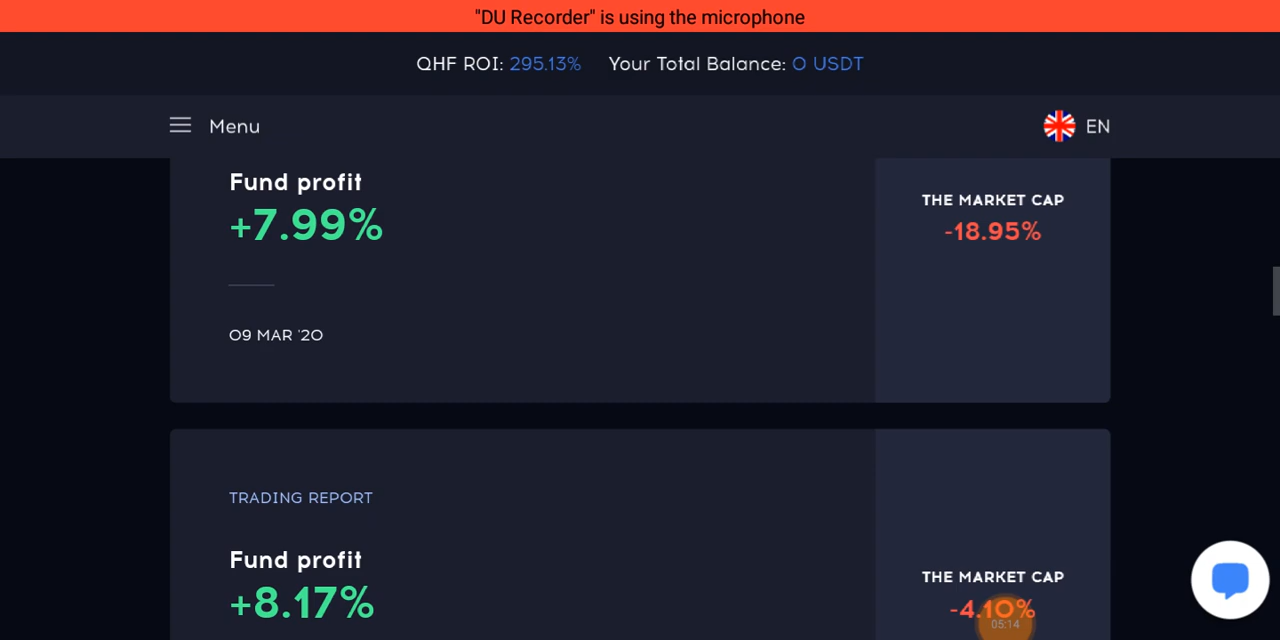 "DU Recorder" is using the microphone
QHF ROI: 295.13% Your Total Balance: 0 USDT
Menu
EN
Fund profit
+7.99%
THE MARKET CAP
-18.95%
09 MAR '20
TRADING REPORT
Fund profit
+8.17%
THE MARKET CAP
-4.10%
05:14